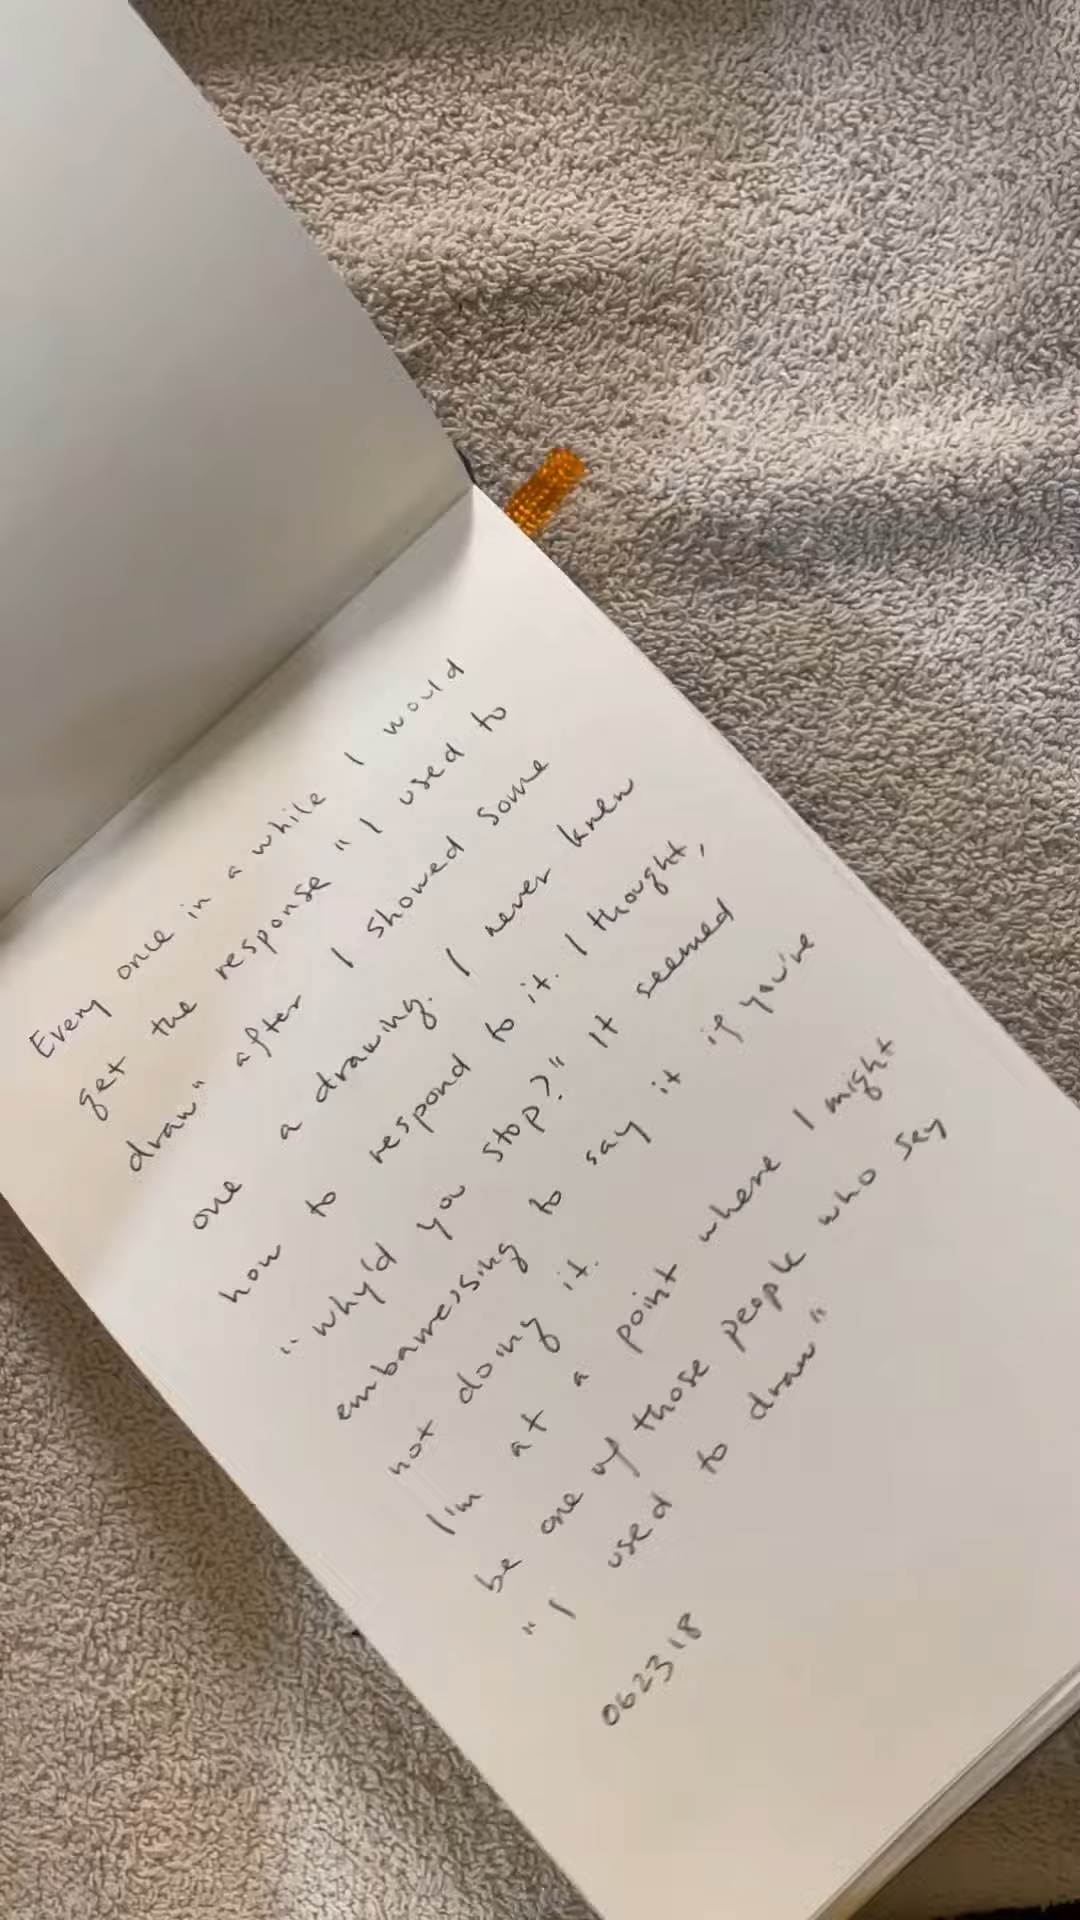 Every once in a while I would
get the response "I used to
draw" after I showed some
one a drawing. I never knew
how to respond to it. I thought,
"why'd you stop?" It seemed
embarressing to say it if you're
not doing it.
I'm at a point where I might
be one of those people who say
"I used to draw"
062318